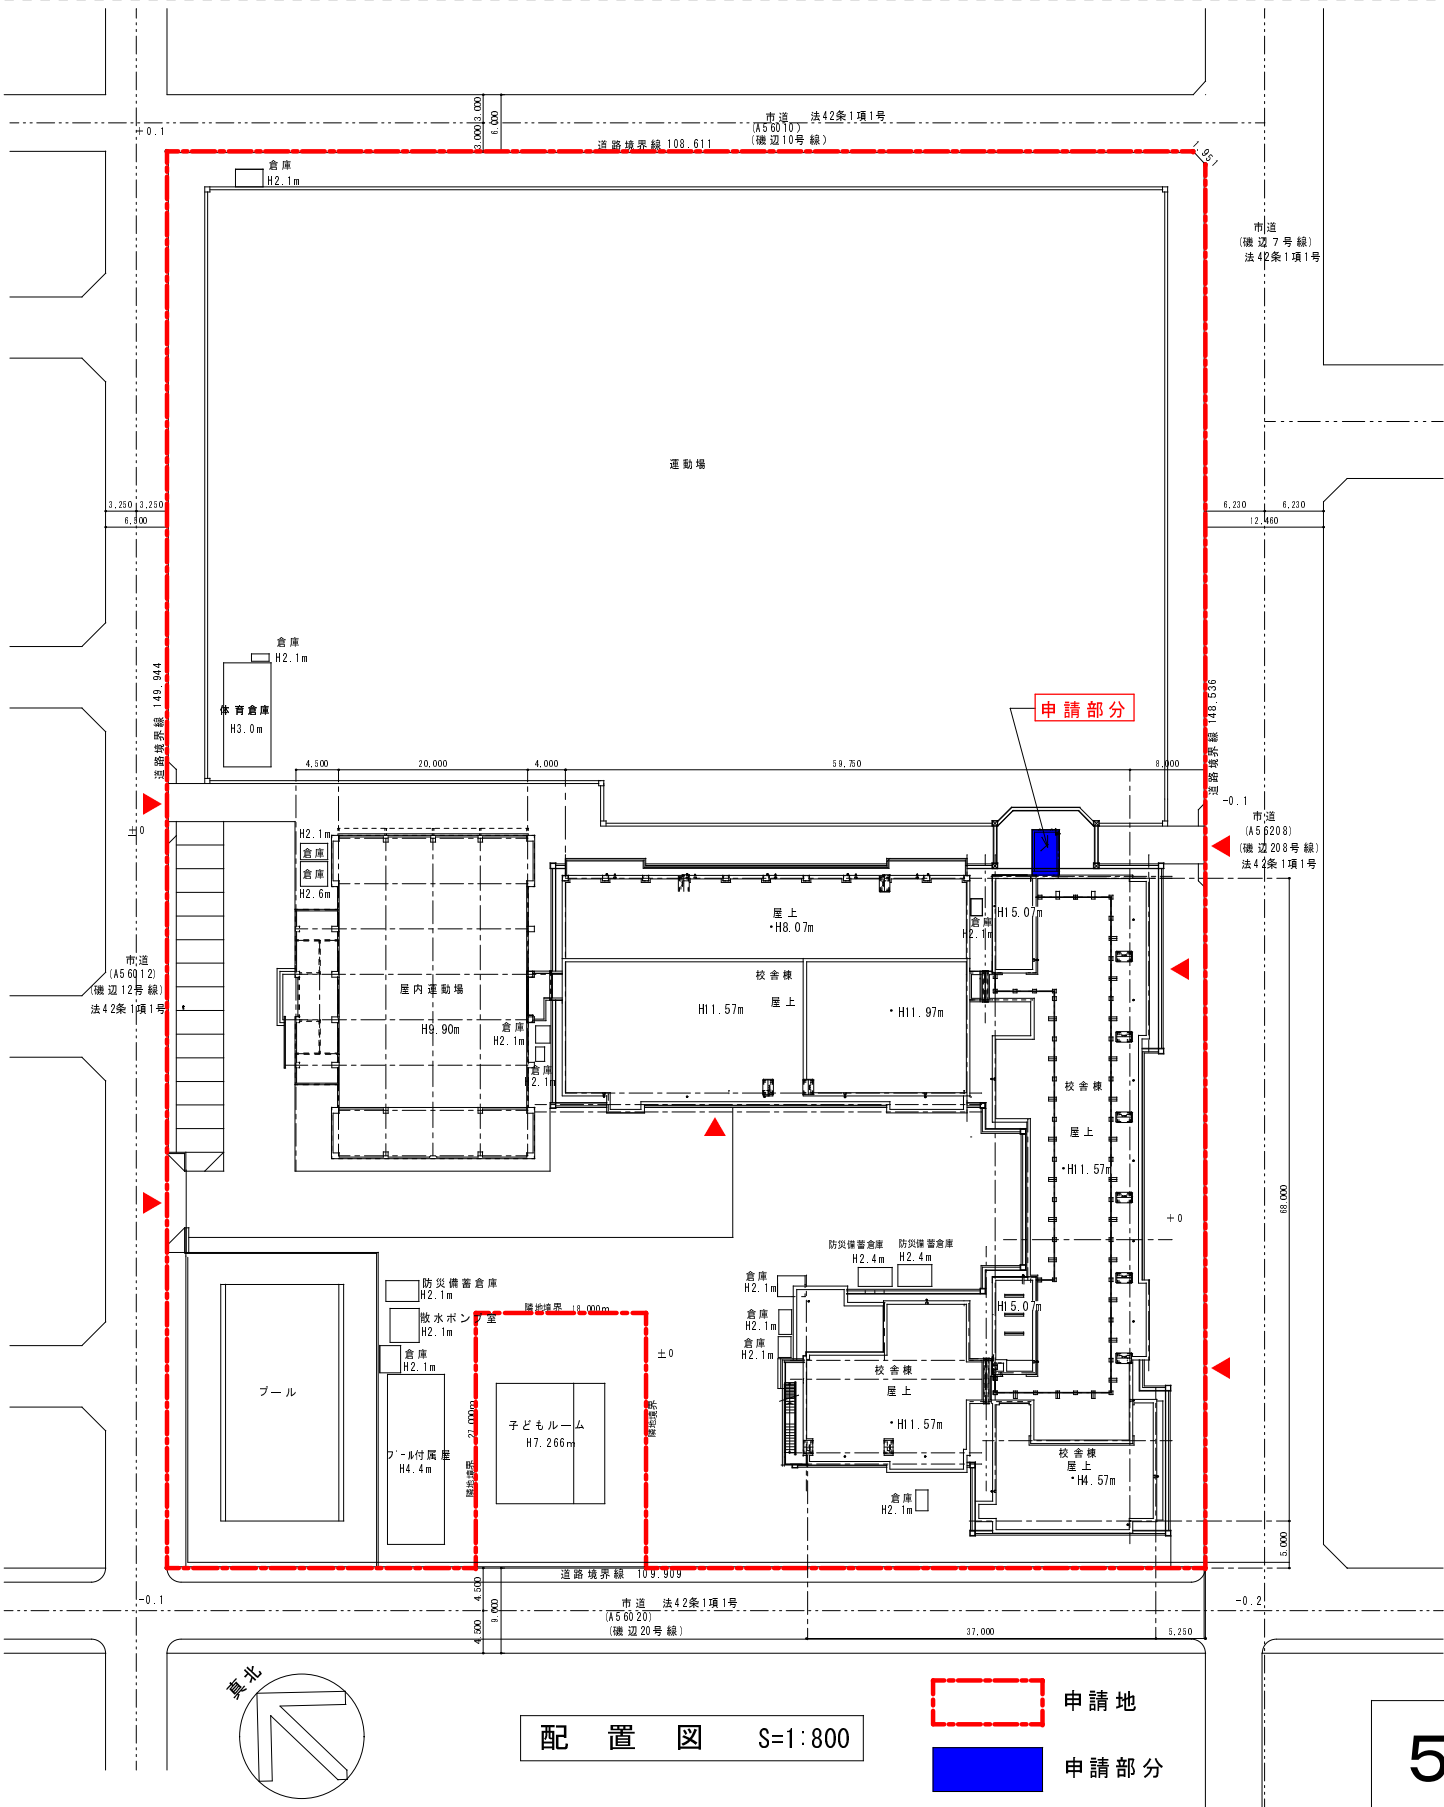 市道 法42条1項1号
(A56010)
(磯辺10号線)
+0.1
3.000
3.000
6.000
道路境界線 108.611
1.951
倉庫
H2.1m
市道
(磯辺7号線)
法42条1項1号
運動場
3.250
3.250
6.500
6.230
6.230
12.460
倉庫
H2.1m
体育倉庫
H3.0m
道路境界線 149.944
道路境界線 148.536
申請部分
4.500
20.000
4.000
59.750
8.000
-0.1
市道
(A56208)
(磯辺208号線)
法42条1項1号
±0
H2.1m
倉庫
倉庫
H2.6m
屋上
H8.07m
倉庫
H2.1m
H15.07m
市道
(A56012)
(磯辺12号線)
法42条1項1号
屋内運動場
H9.90m
校舎棟
屋上
H11.57m
H11.97m
倉庫
H2.1m
倉庫
H2.1m
校舎棟
屋上
H11.57m
68.000
+0
防災備蓄倉庫
H2.4m
防災備蓄倉庫
H2.4m
倉庫
H2.1m
倉庫
H2.1m
倉庫
H2.1m
H15.07m
防災備蓄倉庫
H2.1m
散水ポンプ室
H2.1m
倉庫
H2.1m
隣地境界 18.000m
±0
プール
プール付属屋
H4.4m
隣地境界 27.000m
隣地境界
子どもルーム
H7.266m
校舎棟
屋上
H11.57m
校舎棟
屋上
H4.57m
倉庫
H2.1m
5.000
道路境界線 109.909
-0.1
4.500
4.500
9.000
市道 法42条1項1号
(A56020)
(磯辺20号線)
-0.2
37.000
5.250
真北
配置図 S=1:800
申請地
申請部分
5